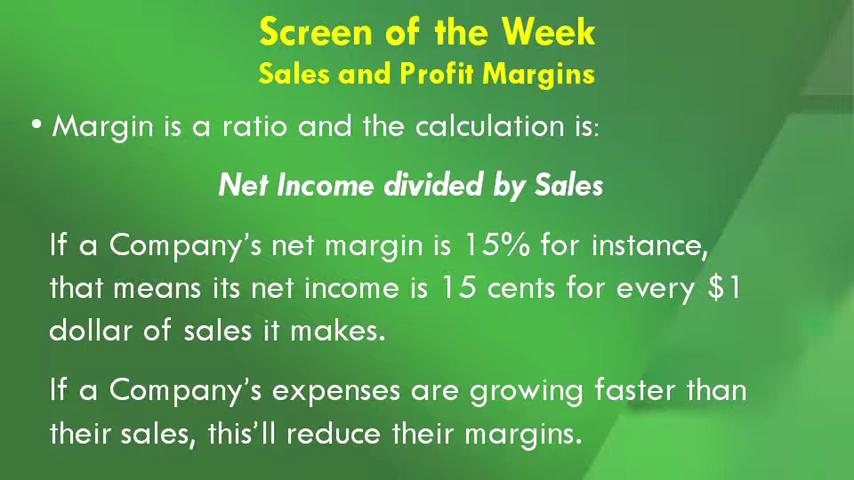 Screen of the Week
Sales and Profit Margins
• Margin is a ratio and the calculation is:
Net Income divided by Sales
If a Company's net margin is 15% for instance,
that means its net income is 15 cents for every $1
dollar of sales it makes.
If a Company's expenses are growing faster than
their sales, this'll reduce their margins.